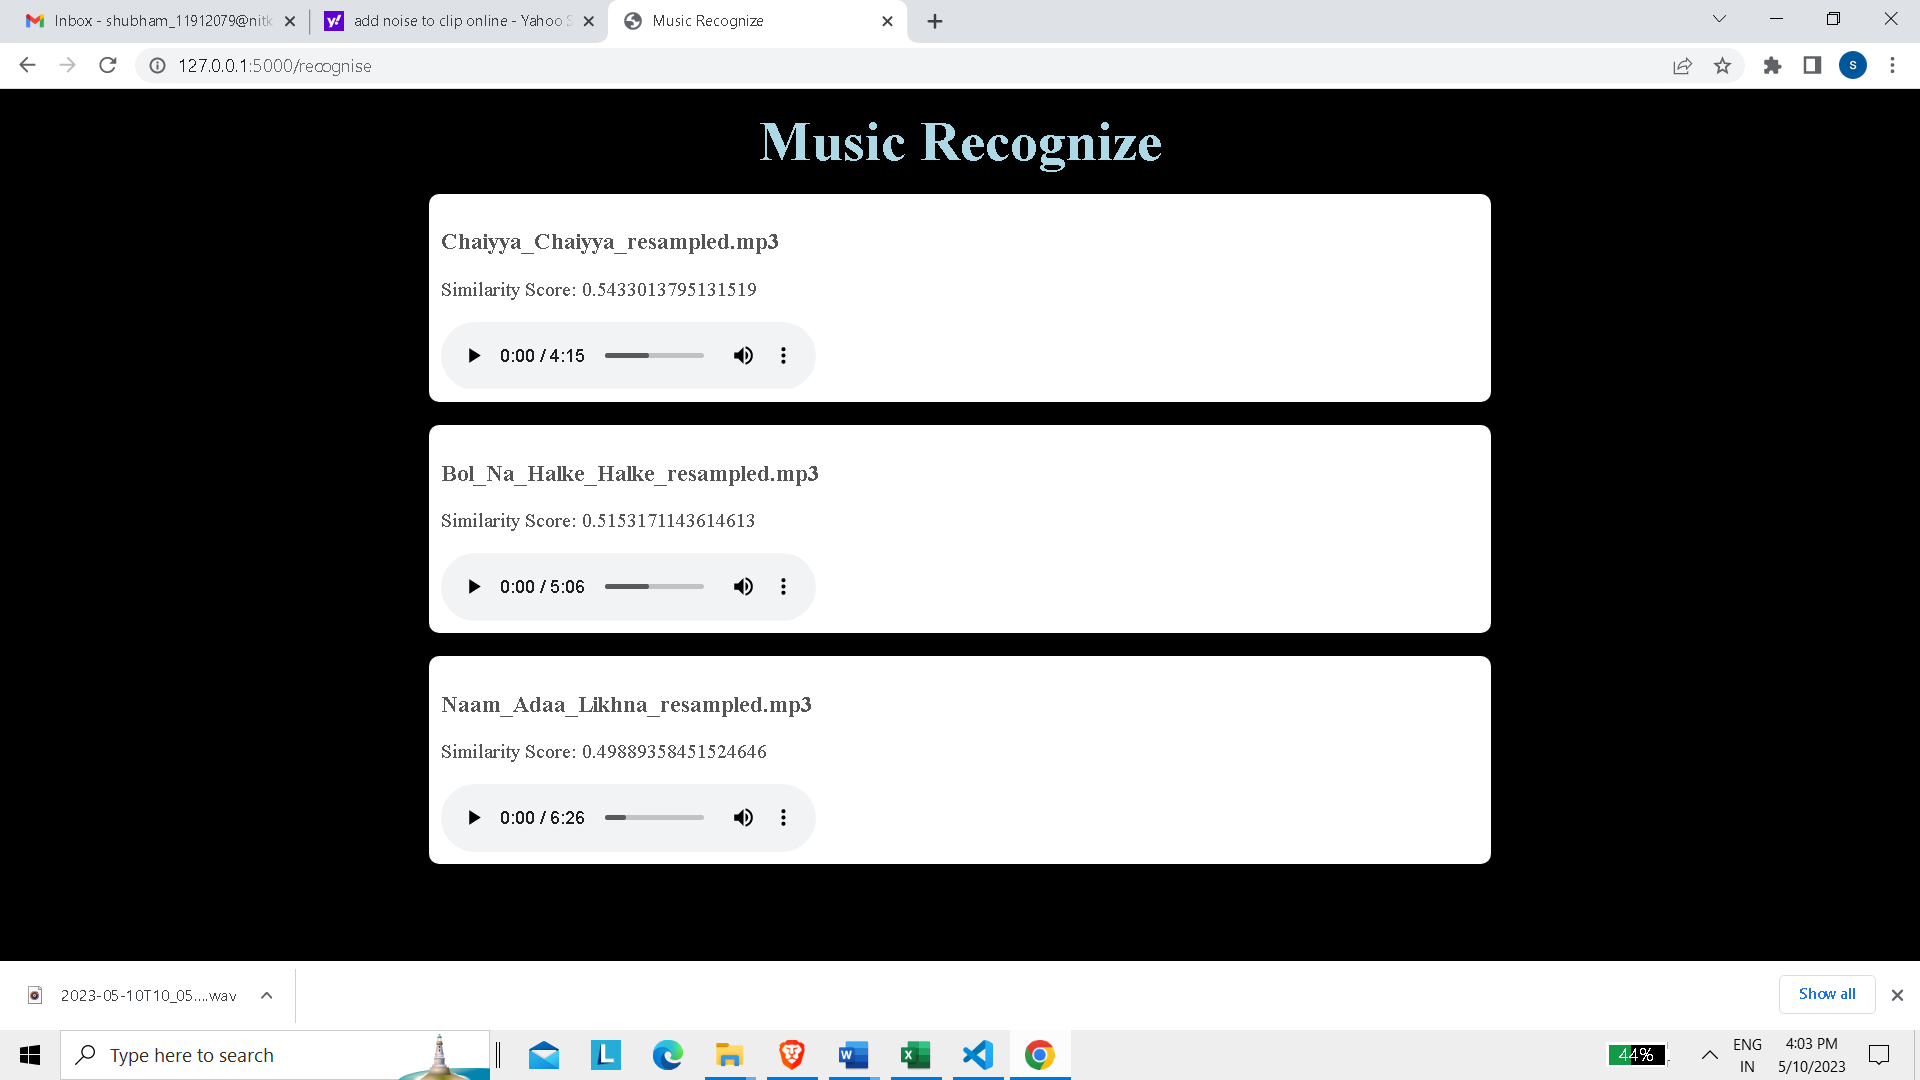 Inbox - shubham_11912079@nitk
add noise to clip online - Yahoo S
Music Recognize
127.0.0.1:5000/recognise
S
Music Recognize
Chaiyya_Chaiyya_resampled.mp3
Similarity Score: 0.5433013795131519
0:00 / 4:15
Bol_Na_Halke_Halke_resampled.mp3
Similarity Score: 0.5153171143614613
0:00 / 5:06
Naam_Adaa_Likhna_resampled.mp3
Similarity Score: 0.49889358451524646
0:00 / 6:26
2023-05-10T10_05....wav
Show all
Type here to search
44%
ENG
IN
4:03 PM
5/10/2023